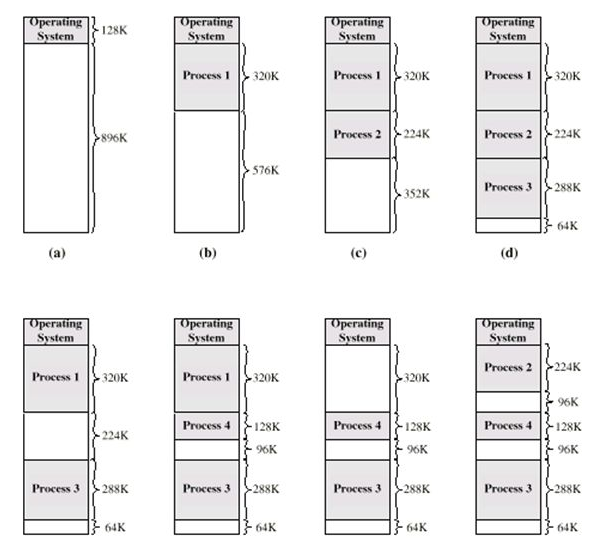 Operating
System
128K
896K
(a)
Operating
System
Process 1
320K
576K
(b)
Operating
System
Process 1
320K
Process 2
224K
352K
(c)
Operating
System
Process 1
320K
Process 2
224K
Process 3
288K
64K
(d)
Operating
System
Process 1
320K
224K
Process 3
288K
64K
Operating
System
Process 1
320K
Process 4
128K
96K
Process 3
288K
64K
Operating
System
320K
Process 4
128K
96K
Process 3
288K
64K
Operating
System
Process 2
224K
96K
Process 4
128K
96K
Process 3
288K
64K